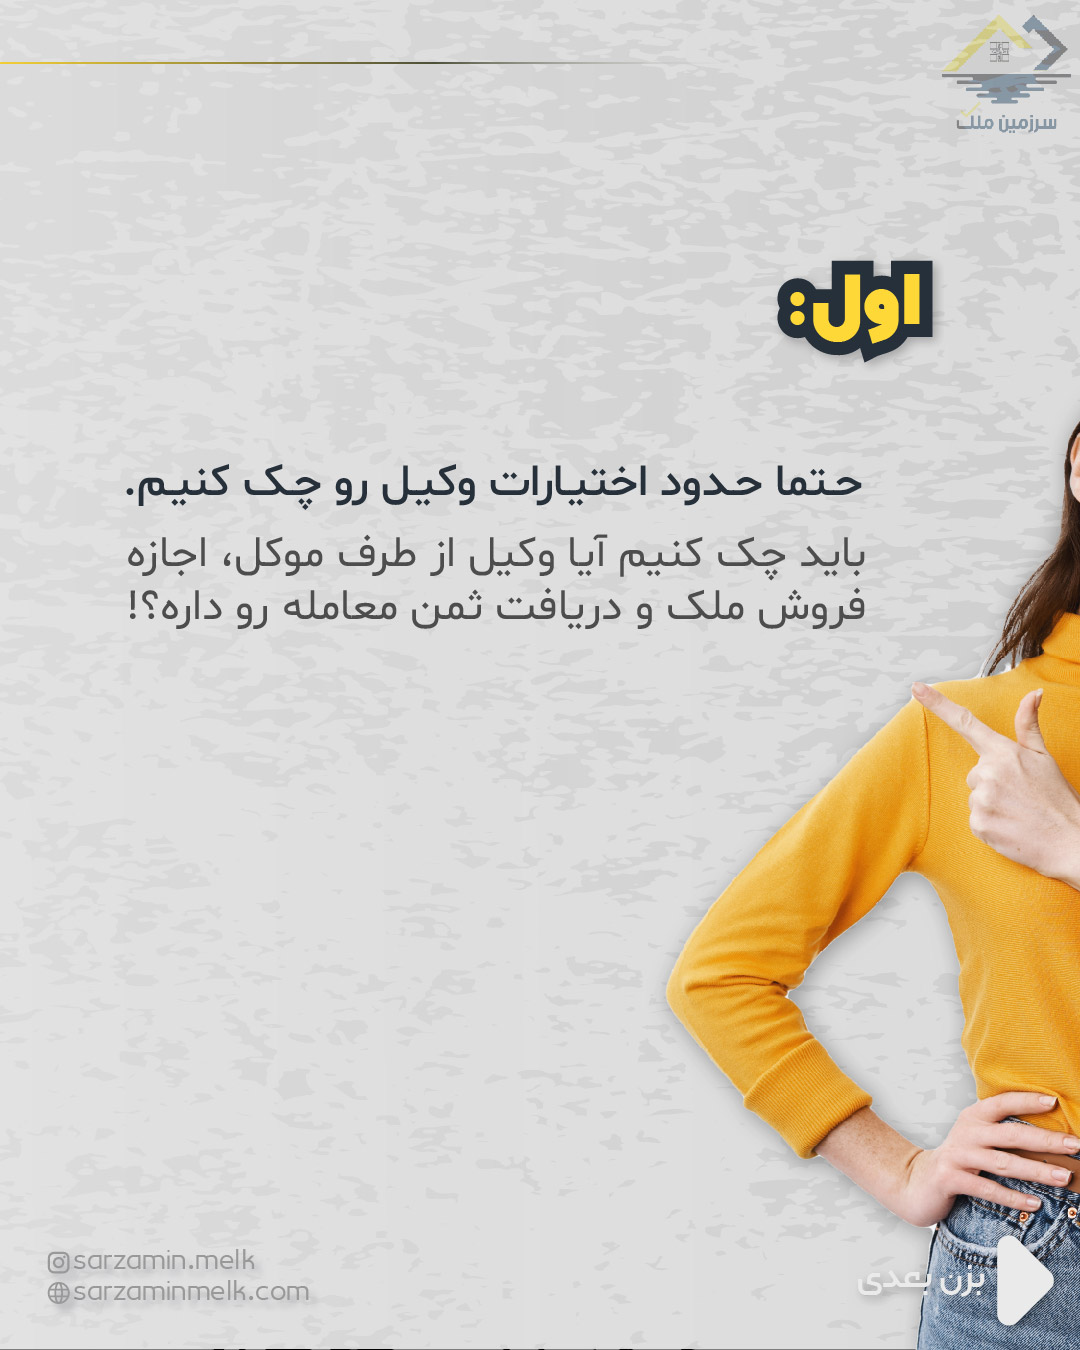 سرزمین ملک
اول:
حتما حدود اختیارات وکیل رو چک کنیم.
باید چک کنیم آیا وکیل از طرف موکل، اجازه
فروش ملک و دریافت ثمن معامله رو داره؟!
sarzamin.melk
sarzaminmelk.com
بزن بعدی